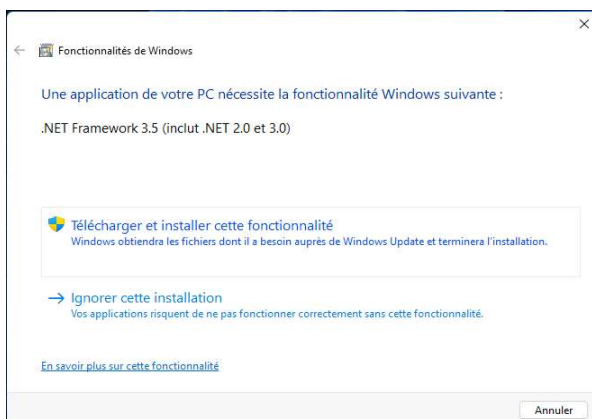 Fonctionnalités de Windows
Une application de votre PC nécessite la fonctionnalité Windows suivante :
.NET Framework 3.5 (inclut .NET 2.0 et 3.0)
Télécharger et installer cette fonctionnalité
Windows obtiendra les fichiers dont il a besoin auprès de Windows Update et terminera l'installation.
Ignorer cette installation
Vos applications risquent de ne pas fonctionner correctement sans cette fonctionnalité.
En savoir plus sur cette fonctionnalité
Annuler